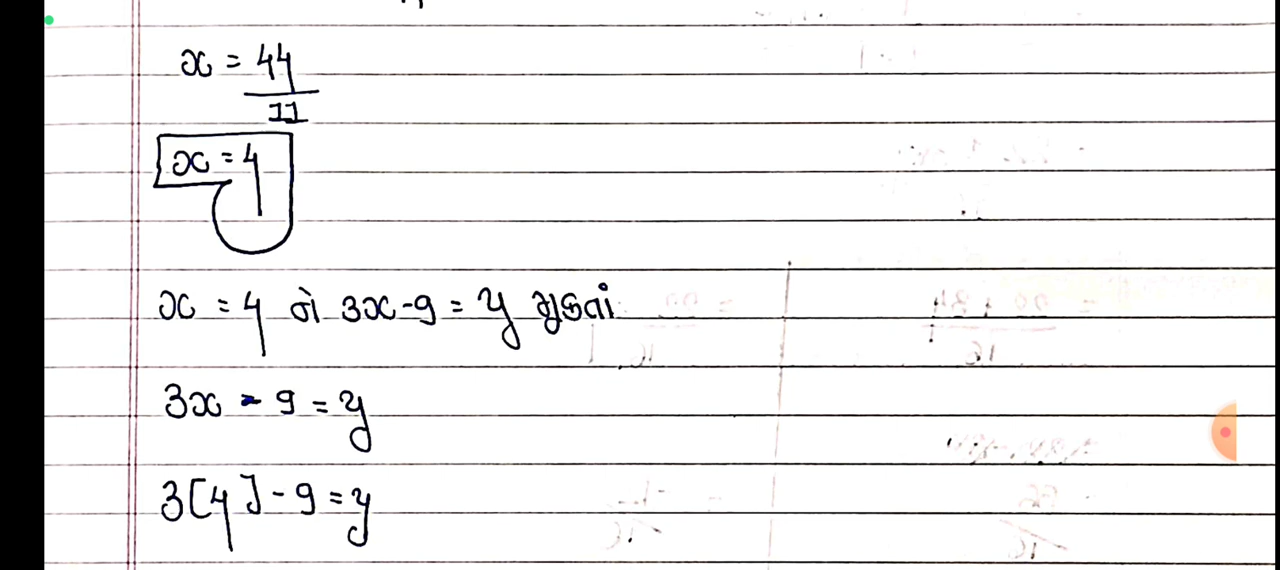 x = 44
11
x = 4
x = 4 નો 3x - 9 = y મુકતાં
3x - 9 = y
3[4] - 9 = y